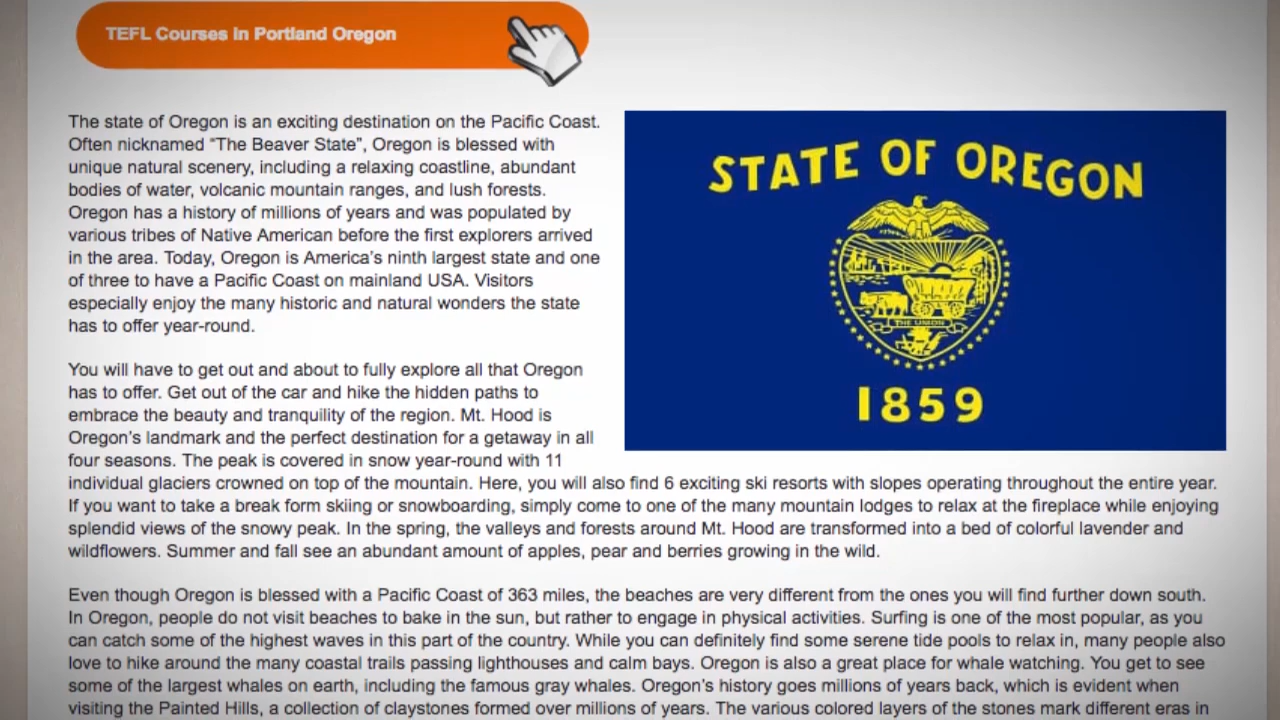 TEFL Courses in Portland Oregon
The state of Oregon is an exciting destination on the Pacific Coast.
Often nicknamed “The Beaver State”, Oregon is blessed with
unique natural scenery, including a relaxing coastline, abundant
bodies of water, volcanic mountain ranges, and lush forests.
Oregon has a history of millions of years and was populated by
various tribes of Native American before the first explorers arrived
in the area. Today, Oregon is America’s ninth largest state and one
of three to have a Pacific Coast on mainland USA. Visitors
especially enjoy the many historic and natural wonders the state
has to offer year-round.
STATE OF OREGON
THE UNION
1859
You will have to get out and about to fully explore all that Oregon
has to offer. Get out of the car and hike the hidden paths to
embrace the beauty and tranquility of the region. Mt. Hood is
Oregon’s landmark and the perfect destination for a getaway in all
four seasons. The peak is covered in snow year-round with 11
individual glaciers crowned on top of the mountain. Here, you will also find 6 exciting ski resorts with slopes operating throughout the entire year.
If you want to take a break form skiing or snowboarding, simply come to one of the many mountain lodges to relax at the fireplace while enjoying
splendid views of the snowy peak. In the spring, the valleys and forests around Mt. Hood are transformed into a bed of colorful lavender and
wildflowers. Summer and fall see an abundant amount of apples, pear and berries growing in the wild.
Even though Oregon is blessed with a Pacific Coast of 363 miles, the beaches are very different from the ones you will find further down south.
In Oregon, people do not visit beaches to bake in the sun, but rather to engage in physical activities. Surfing is one of the most popular, as you
can catch some of the highest waves in this part of the country. While you can definitely find some serene tide pools to relax in, many people also
love to hike around the many coastal trails passing lighthouses and calm bays. Oregon is also a great place for whale watching. You get to see
some of the largest whales on earth, including the famous gray whales. Oregon’s history goes millions of years back, which is evident when
visiting the Painted Hills, a collection of claystones formed over millions of years. The various colored layers of the stones mark different eras in